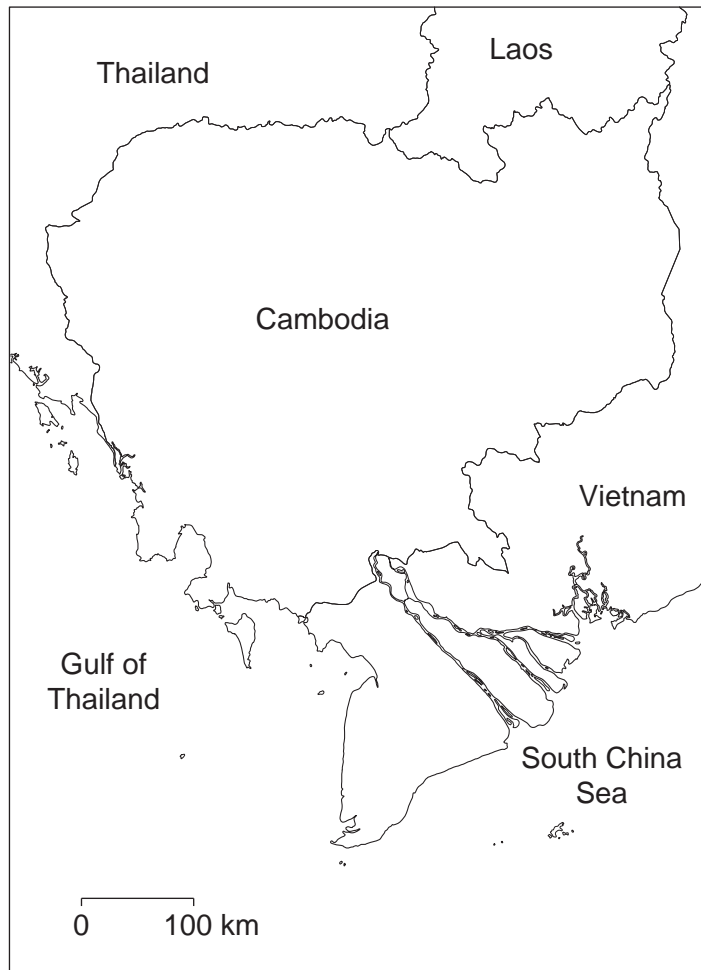 Laos
Thailand
Cambodia
Vietnam
Gulf of
Thailand
South China
Sea
0 100 km